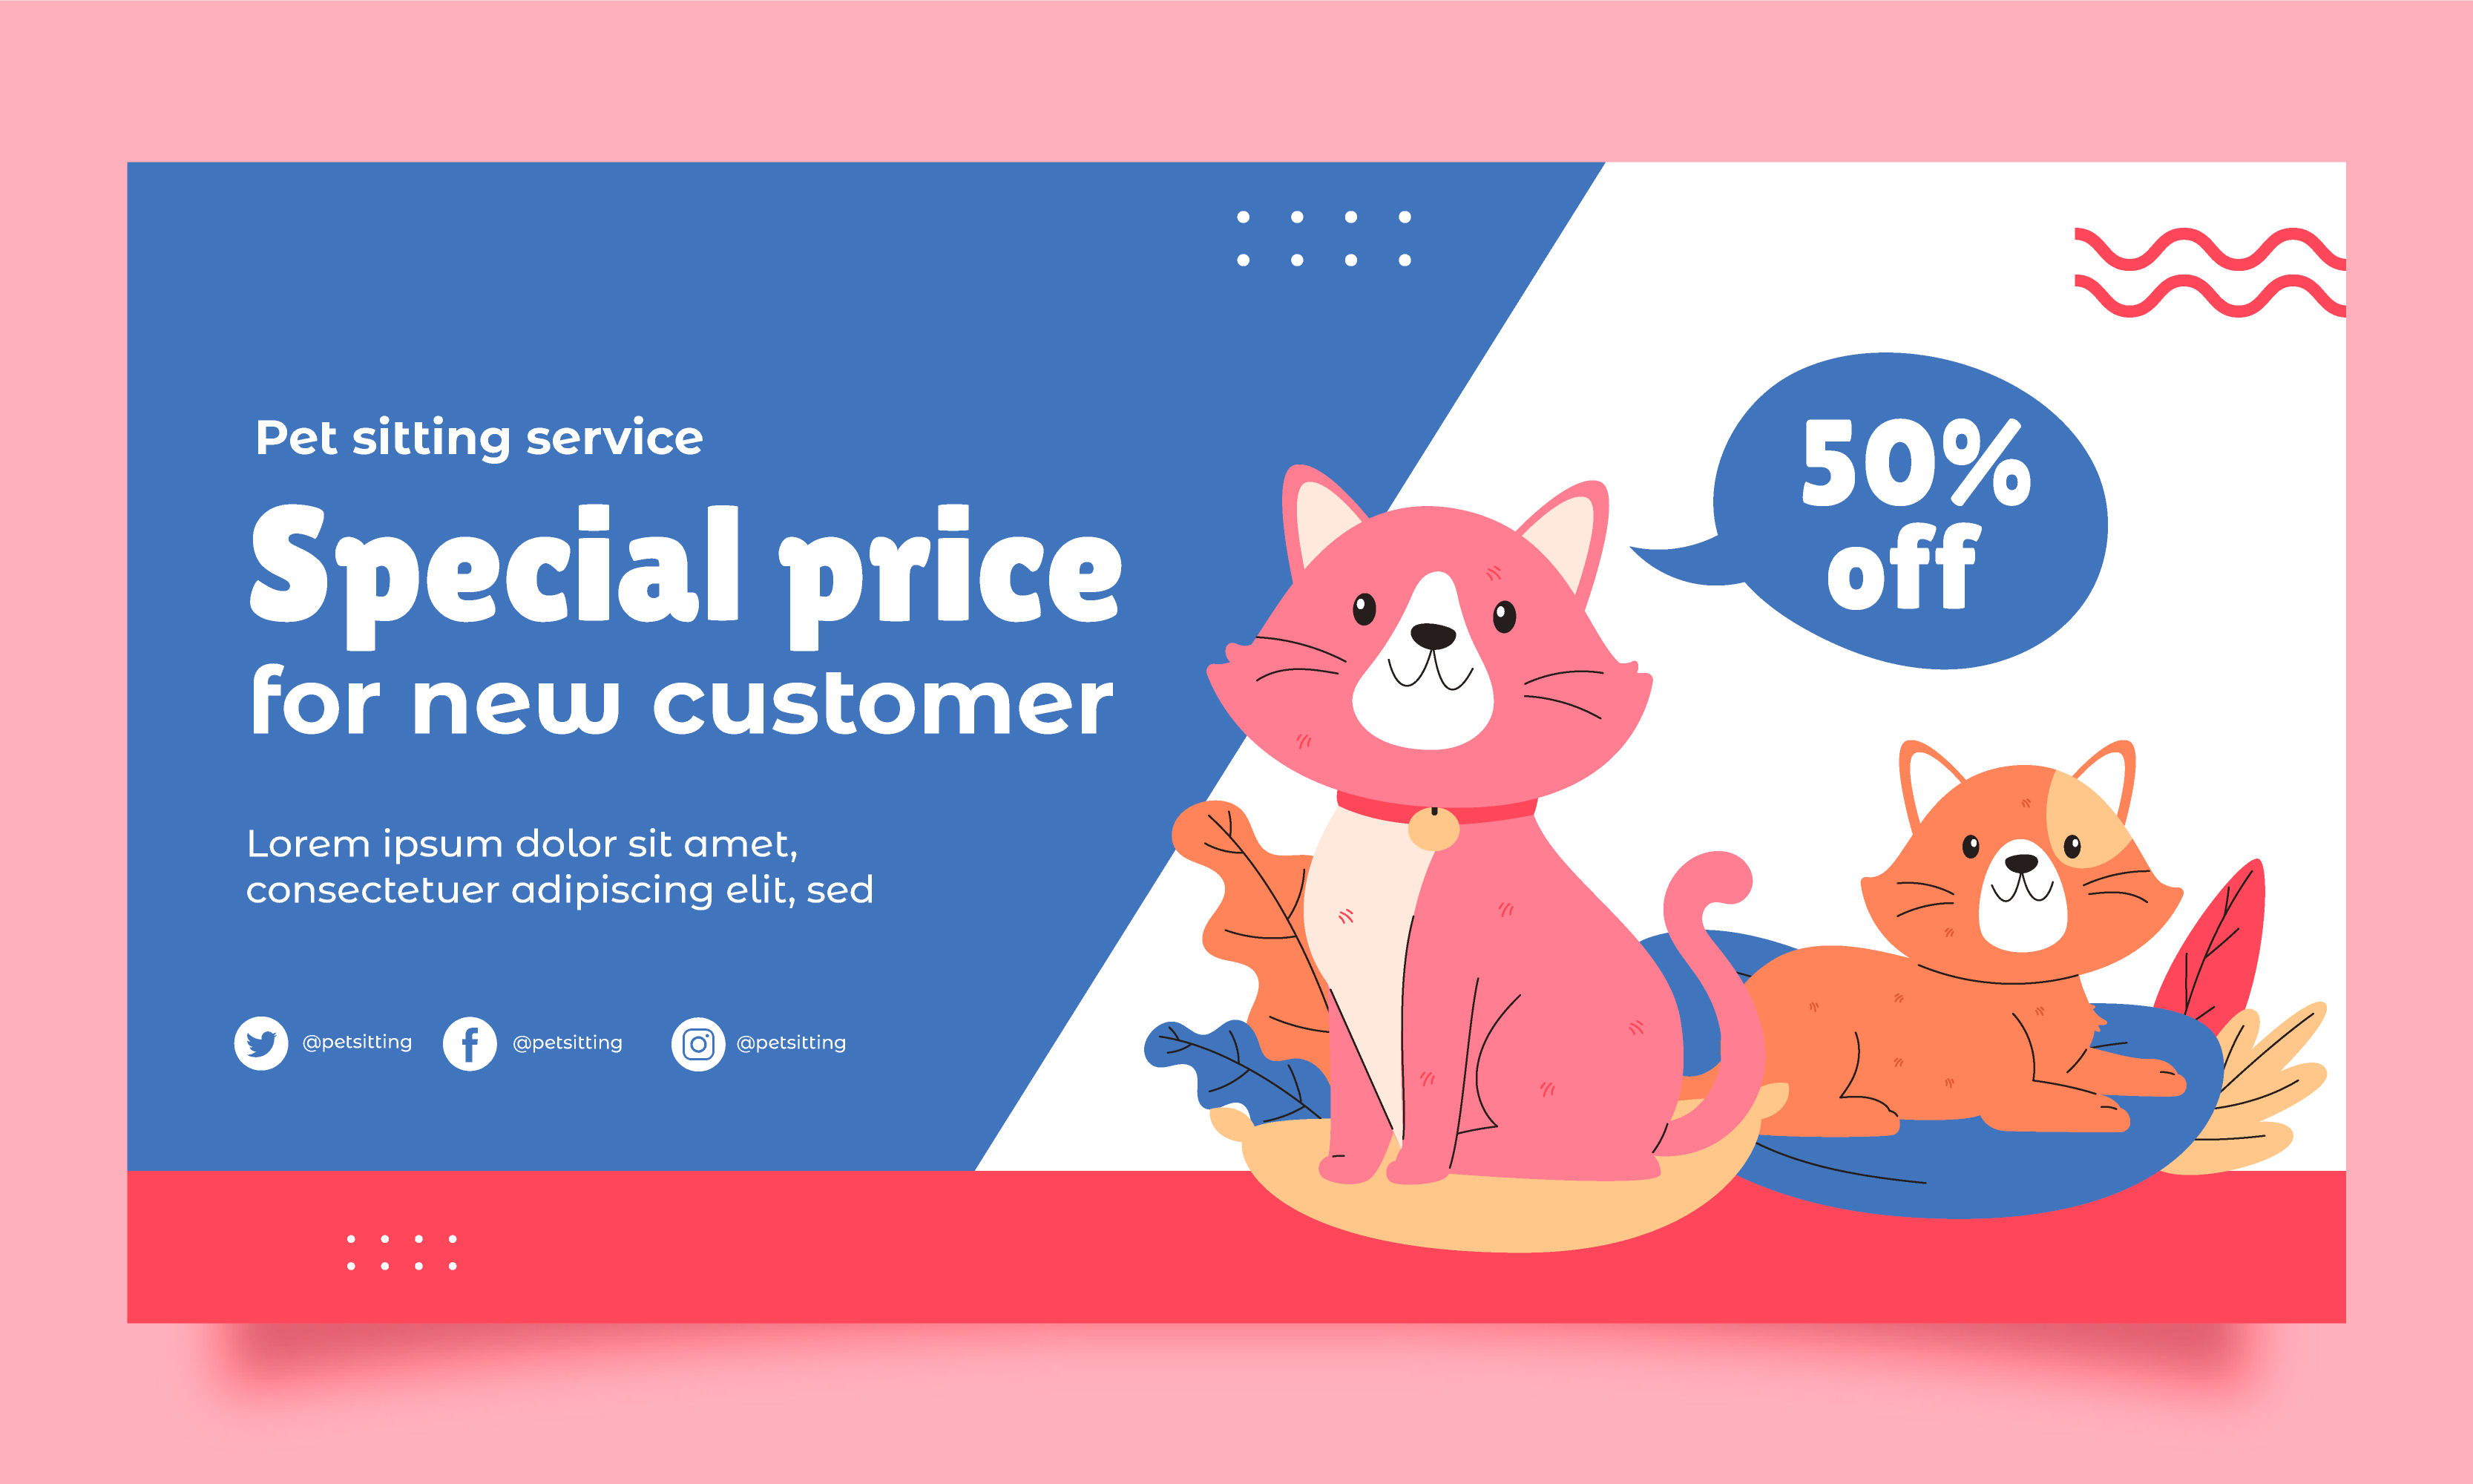 Pet sitting service
Special price
for new customer
Lorem ipsum dolor sit amet,
consectetuer adipiscing elit, sed
@petsitting @petsitting @petsitting
50%
off